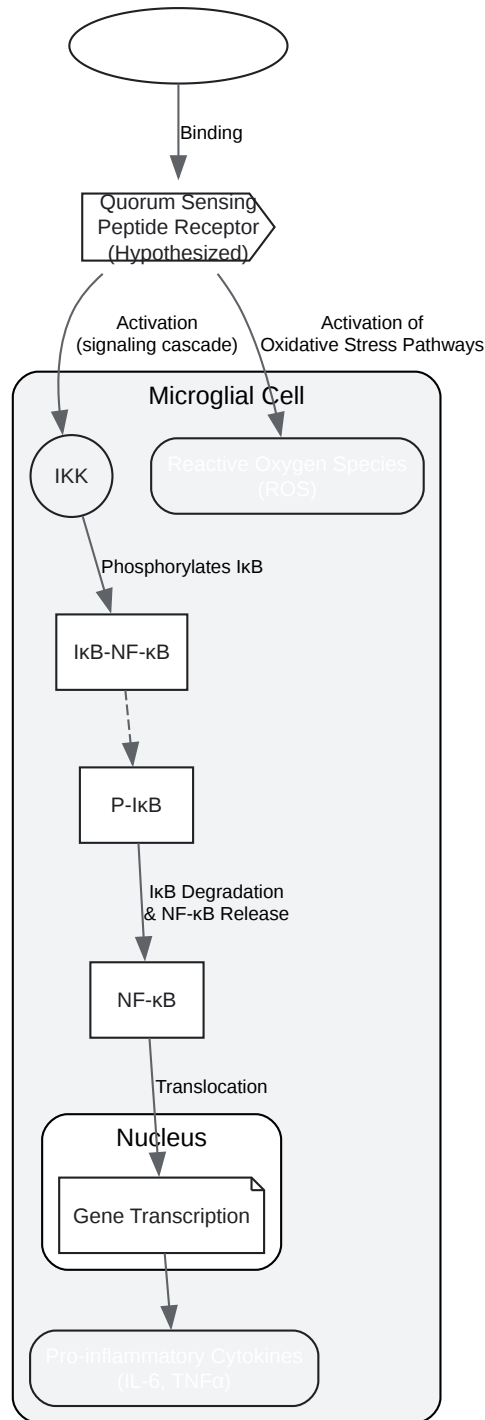 Binding
Quorum Sensing
Peptide Receptor
(Hypothesized)
Activation
(signaling cascade)
Activation of
Oxidative Stress Pathways
Microglial Cell
IKK
Reactive Oxygen Species
(ROS)
Phosphorylates IκB
IκB-NF-κB
P-IκB
IκB Degradation
& NF-κB Release
NF-κB
Translocation
Nucleus
Gene Transcription
Pro-inflammatory Cytokines
(IL-6, TNFα)